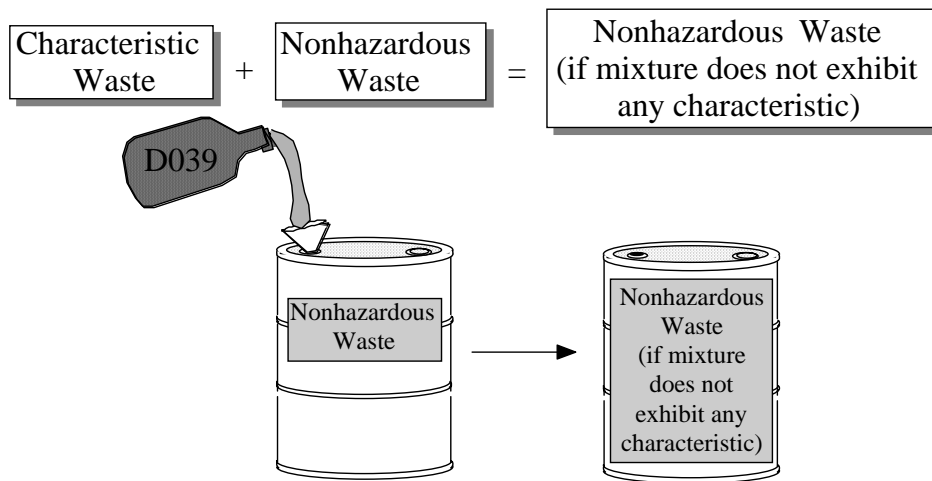 Characteristic
Waste
+
Nonhazardous
Waste
=
Nonhazardous Waste
(if mixture does not exhibit
any characteristic)
D039
Nonhazardous
Waste
Nonhazardous
Waste
(if mixture
does not
exhibit any
characteristic)